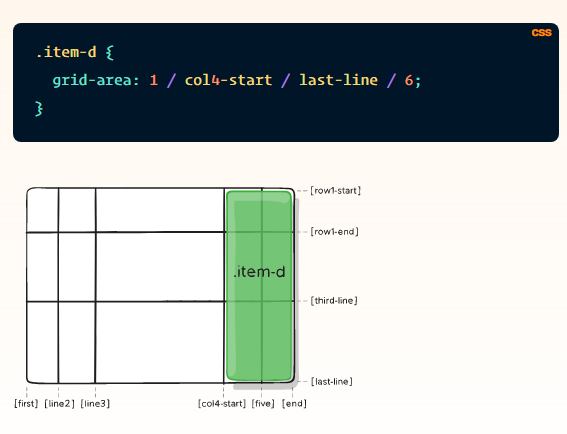 css
.item-d {
  grid-area: 1 / col4-start / last-line / 6;
}
[row1-start]
[row1-end]
.item-d
[third-line]
[last-line]
[first] [line2] [line3] [col4-start] [five] [end]